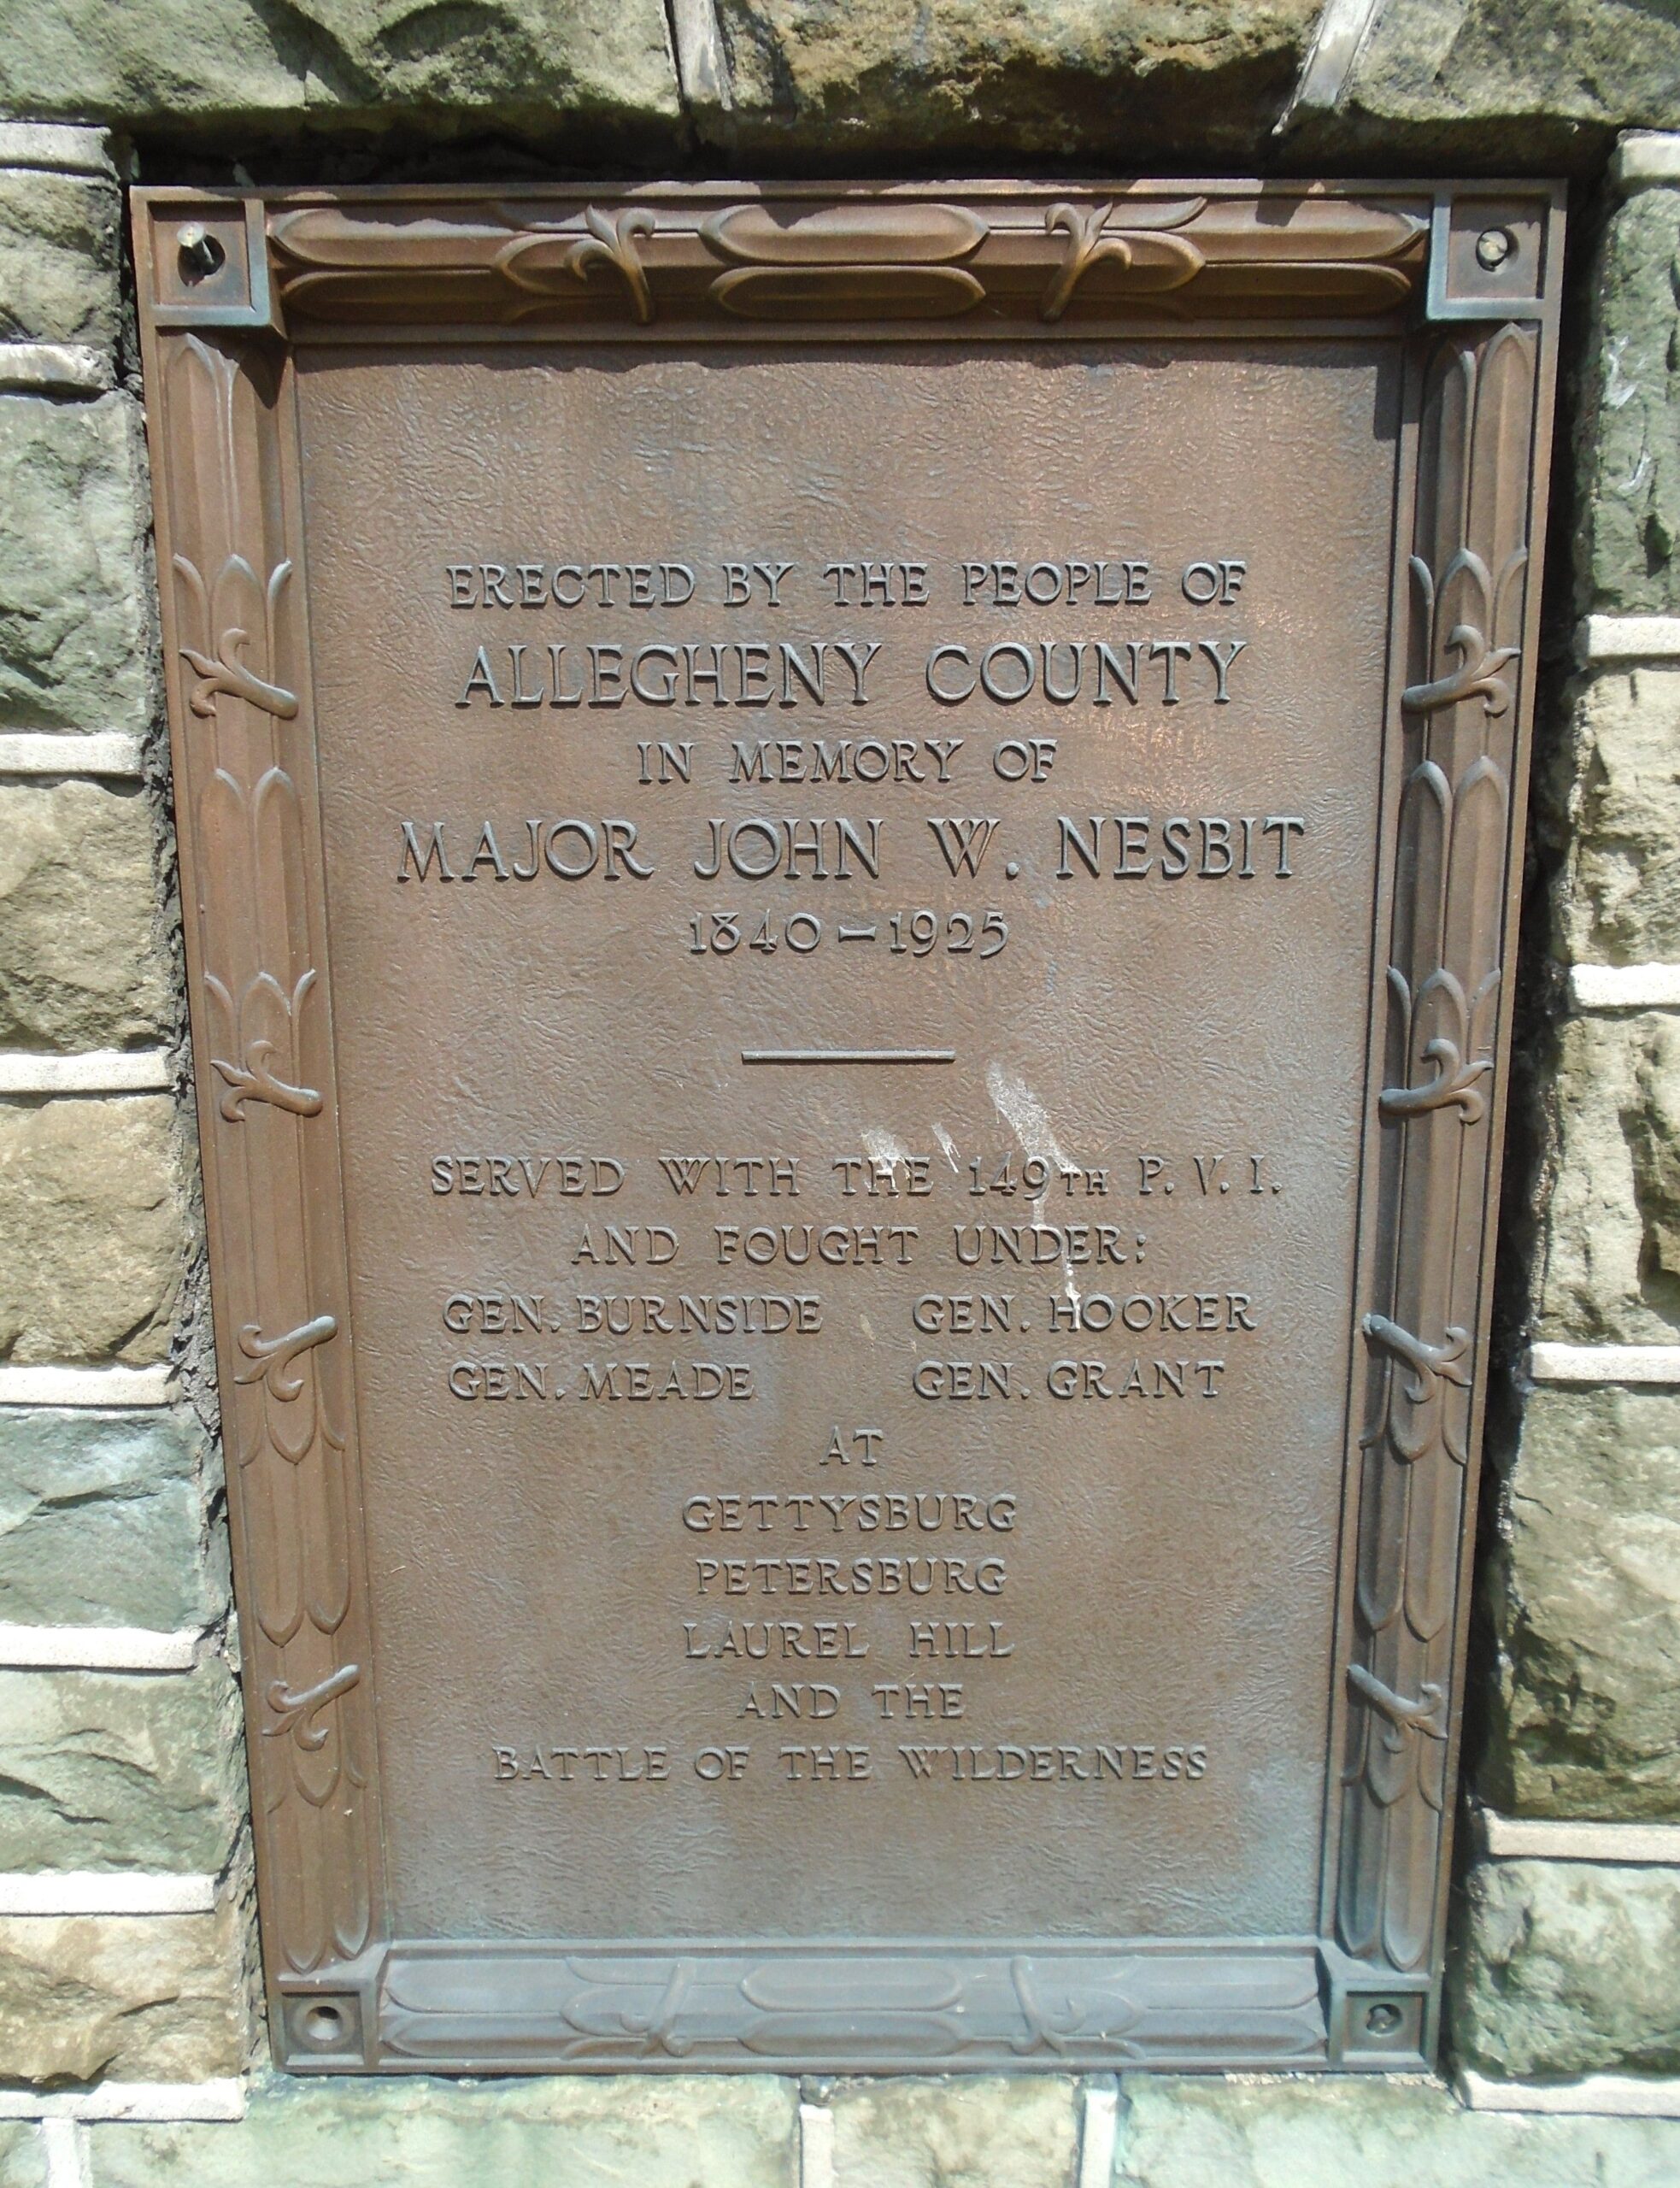 ERECTED BY THE PEOPLE OF
ALLEGHENY COUNTY
IN MEMORY OF
MAJOR JOHN W. NESBIT
1840–1925
SERVED WITH THE 149TH P. V. I.
AND FOUGHT UNDER:
GEN. BURNSIDE GEN. HOOKER
GEN. MEADE GEN. GRANT
AT
GETTYSBURG
PETERSBURG
LAUREL HILL
AND THE
BATTLE OF THE WILDERNESS